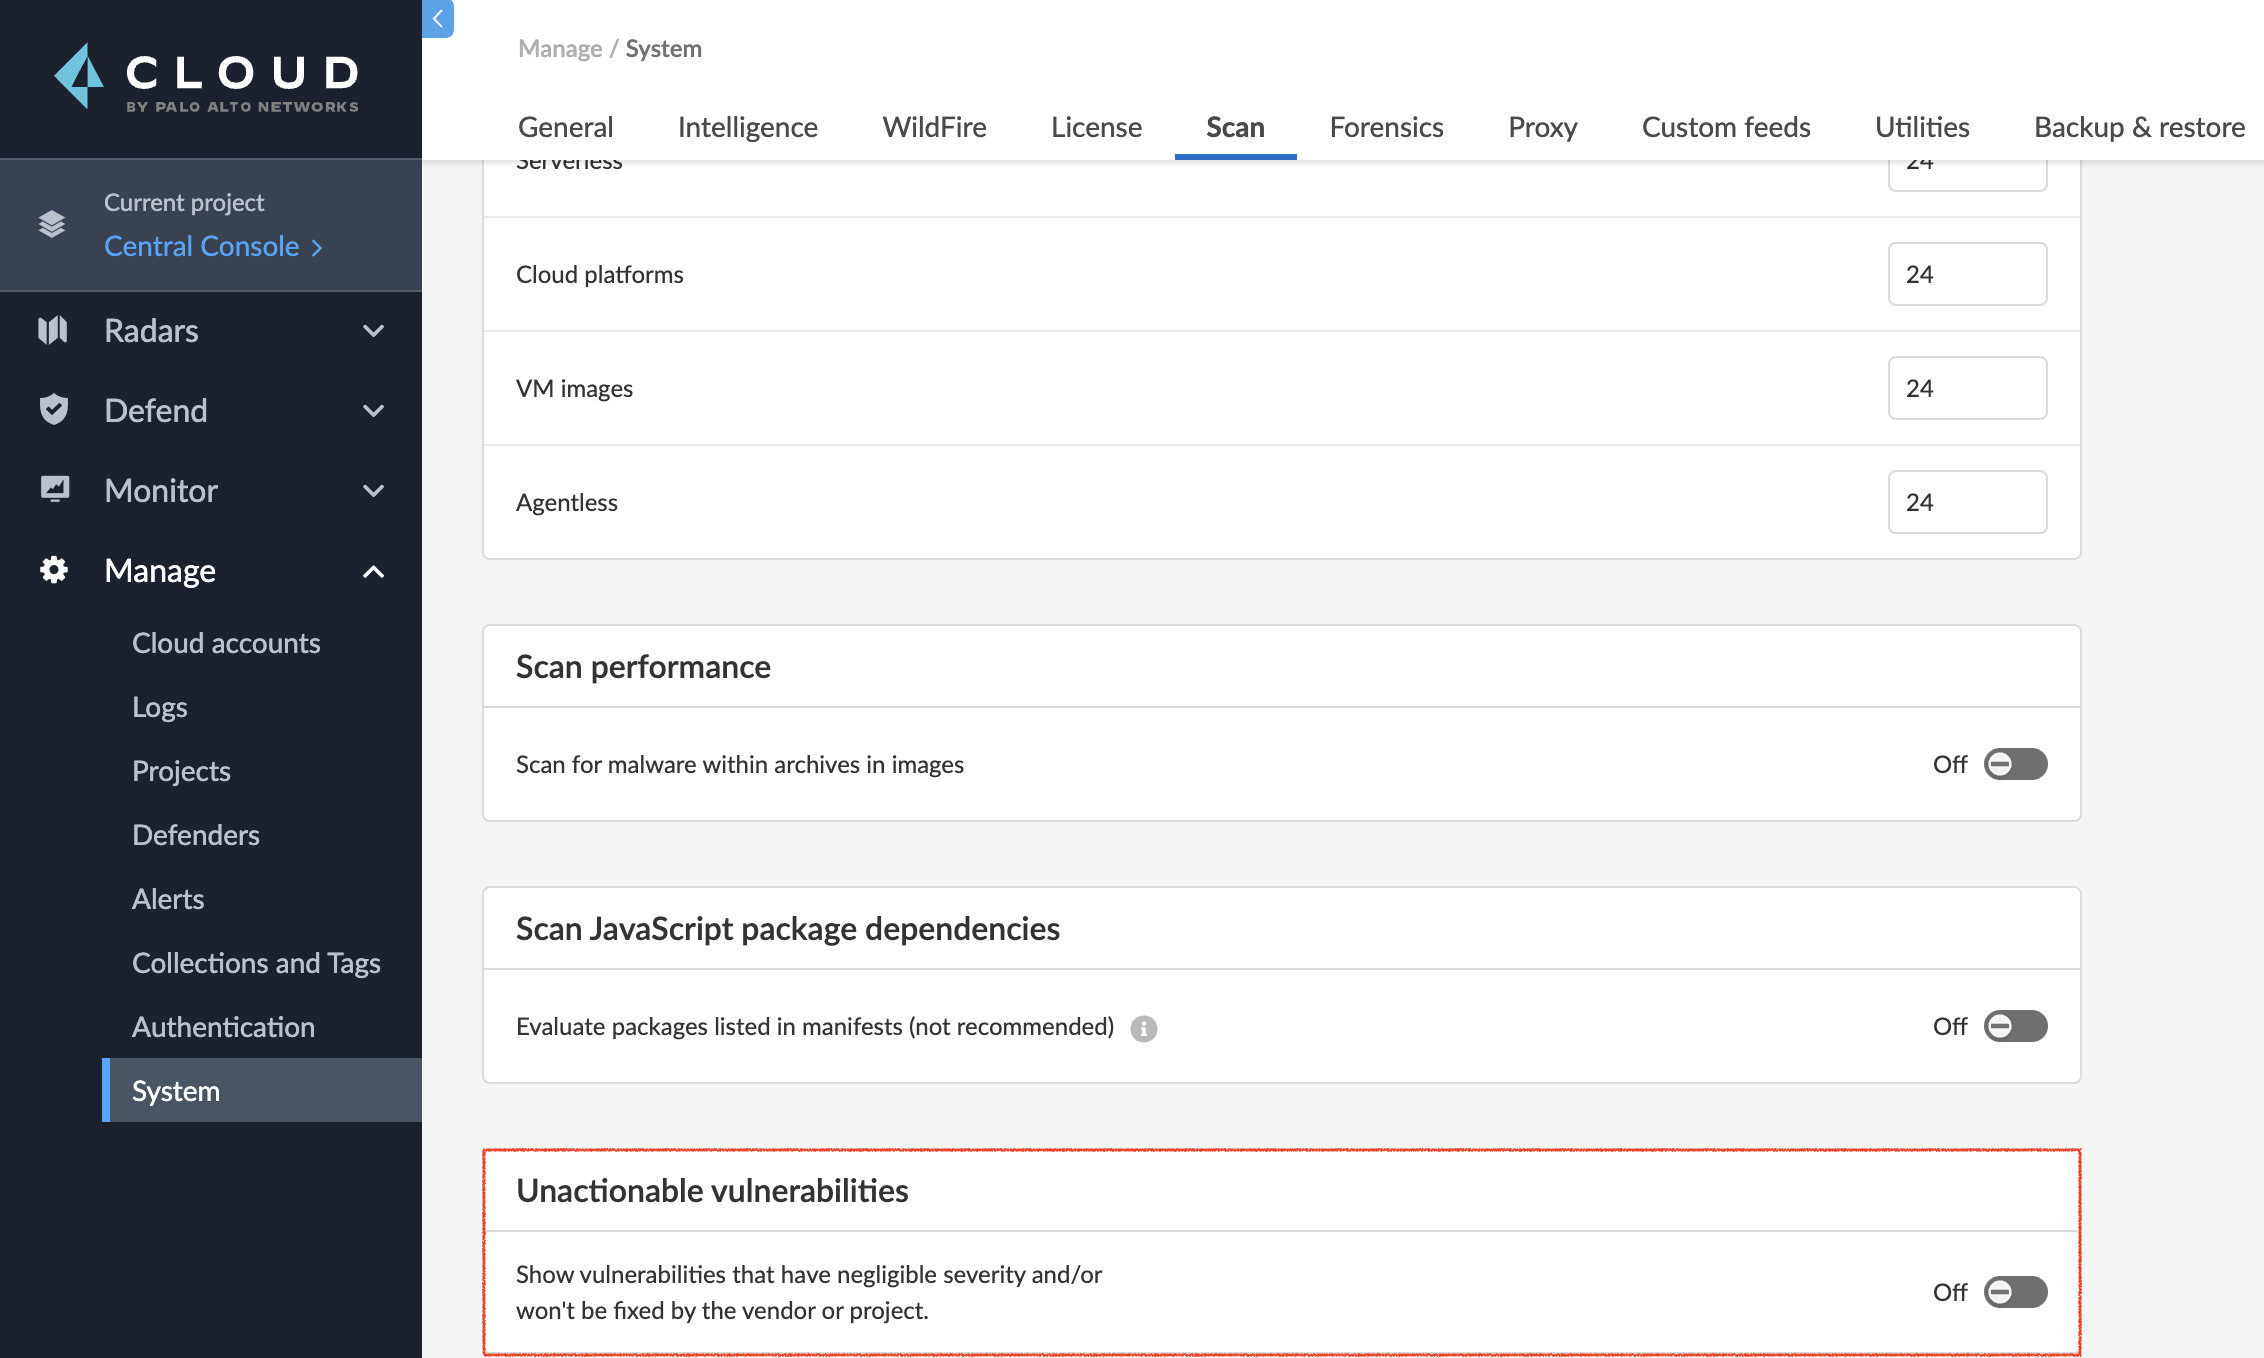 CLOUD
BY PALO ALTO NETWORKS
Current project
Central Console
Radars
Defend
Monitor
Manage
Cloud accounts
Logs
Projects
Defenders
Alerts
Collections and Tags
Authentication
System
Manage / System
General Intelligence WildFire License Scan Forensics Proxy Custom feeds Utilities Backup & restore
Serverless 24
Cloud platforms 24
VM images 24
Agentless 24
Scan performance
Scan for malware within archives in images Off
Scan JavaScript package dependencies
Evaluate packages listed in manifests (not recommended) Off
Unactionable vulnerabilities
Show vulnerabilities that have negligible severity and/or
won't be fixed by the vendor or project. Off